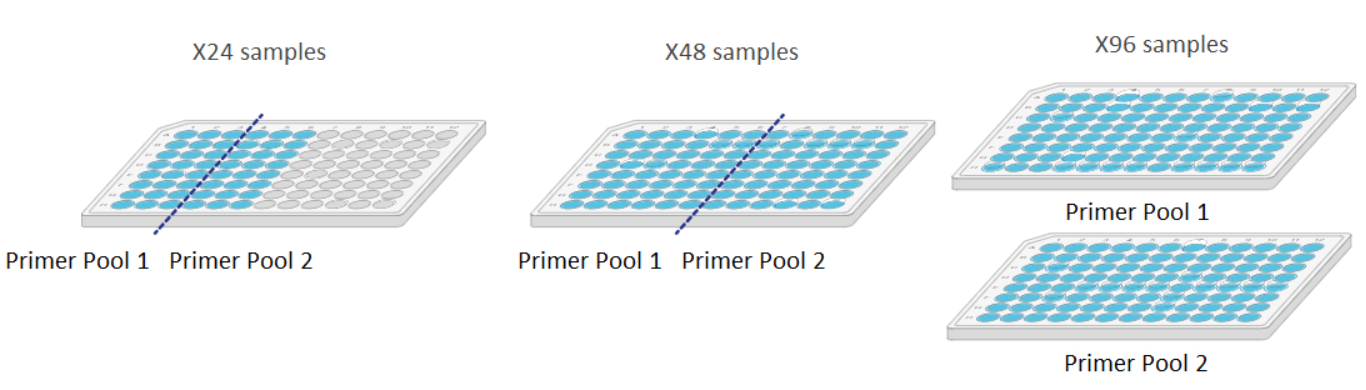 X24 samples
X48 samples
X96 samples
Primer Pool 1
Primer Pool 1 Primer Pool 2
Primer Pool 1 Primer Pool 2
Primer Pool 2